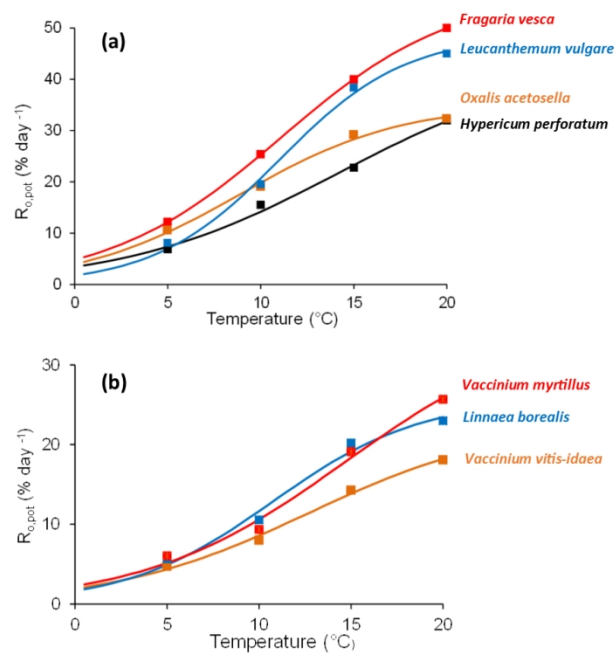 (a)
50
40
30
20
10
0
R₀,pot (% day ⁻¹)
0
5
10
15
20
Temperature (°C)
Fragaria vesca
Leucanthemum vulgare
Oxalis acetosella
Hypericum perforatum
(b)
30
20
10
0
R₀,pot (% day ⁻¹)
0
5
10
15
20
Temperature (°C)
Vaccinium myrtillus
Linnaea borealis
Vaccinium vitis-idaea